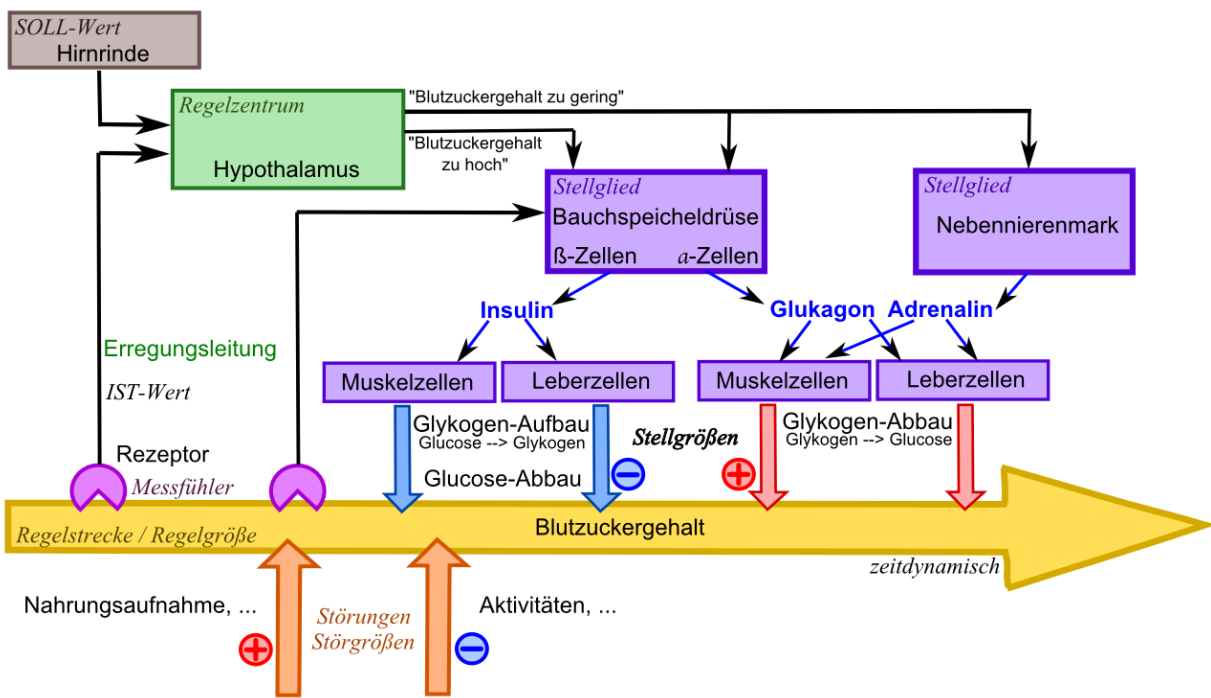 SOLL-Wert
Hirnrinde
Regelzentrum
Hypothalamus
"Blutzuckergehalt zu gering"
"Blutzuckergehalt
zu hoch"
Stellglied
Bauchspeicheldrüse
ß-Zellen
a-Zellen
Stellglied
Nebennierenmark
Insulin
Glukagon
Adrenalin
Erregungsleitung
IST-Wert
Muskelzellen
Leberzellen
Muskelzellen
Leberzellen
Glykogen-Aufbau
Glucose --> Glykogen
Glucose-Abbau
Stellgrößen
Glykogen-Abbau
Glykogen --> Glucose
Rezeptor
Messfühler
Regelstrecke / Regelgröße
Blutzuckergehalt
zeitdynamisch
Nahrungsaufnahme, ...
Störungen
Störgrößen
Aktivitäten, ...